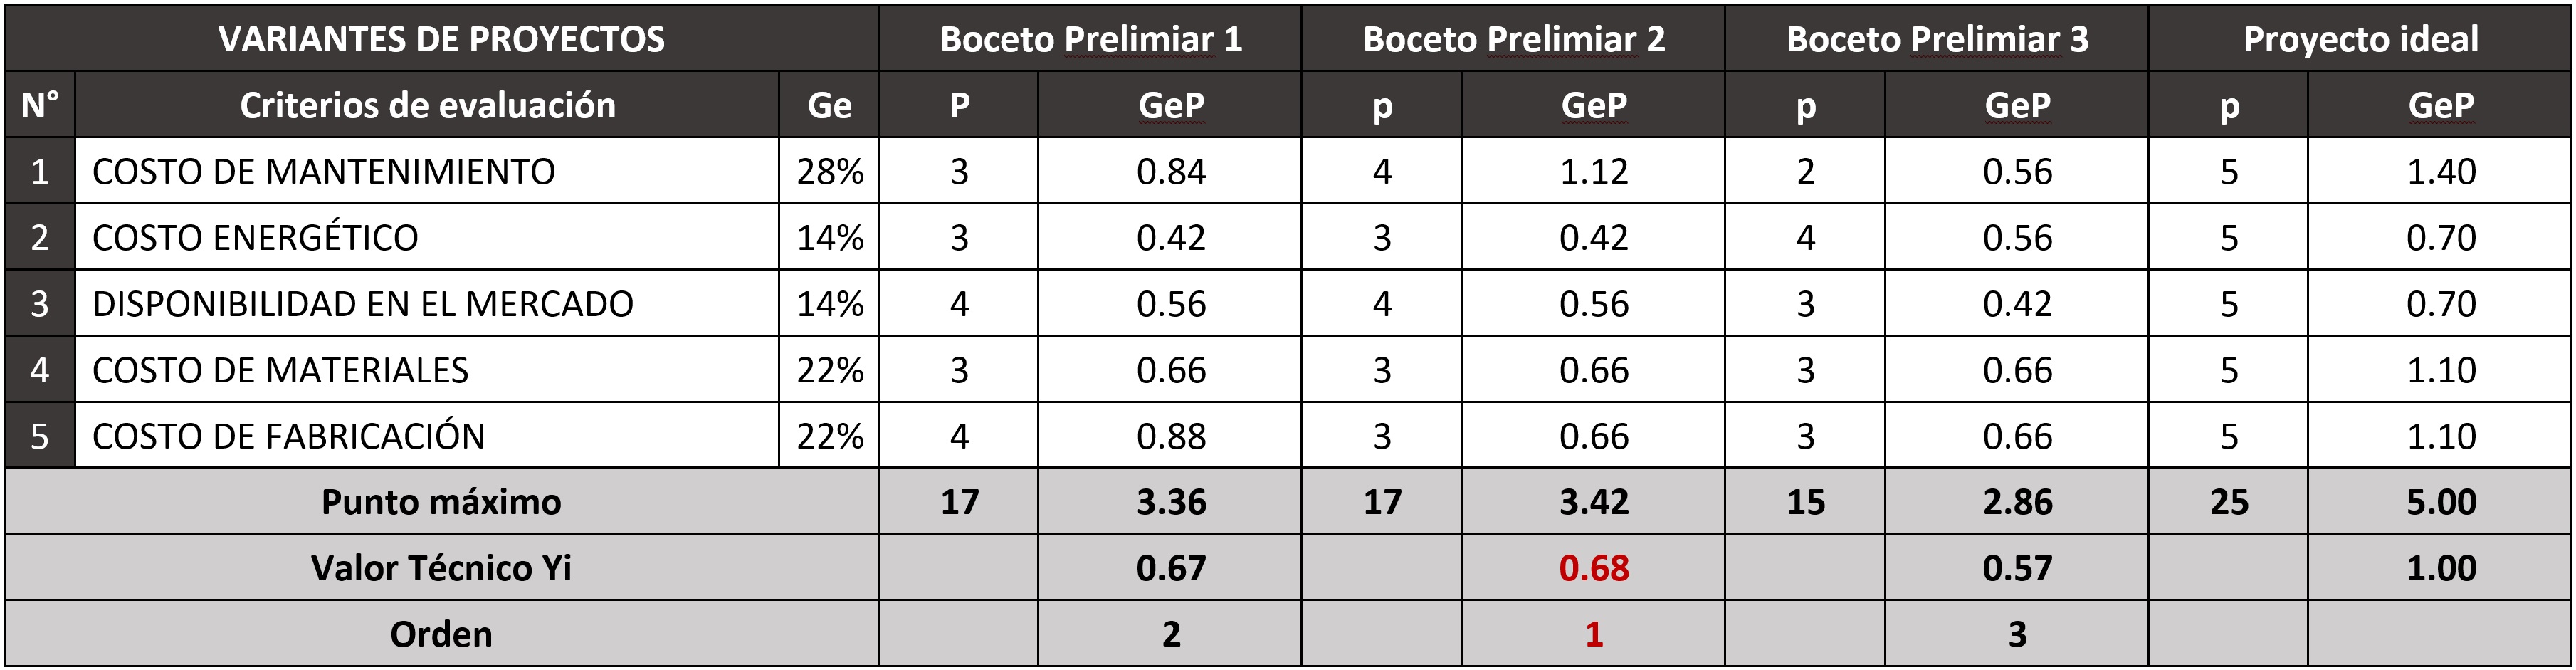 VARIANTES DE PROYECTOS Boceto Prelimiar 1 Boceto Prelimiar 2 Boceto Prelimiar 3 Proyecto ideal
N° Criterios de evaluación Ge P GeP p GeP p GeP p GeP
1 COSTO DE MANTENIMIENTO 28% 3 0.84 4 1.12 2 0.56 5 1.40
2 COSTO ENERGÉTICO 14% 3 0.42 3 0.42 4 0.56 5 0.70
3 DISPONIBILIDAD EN EL MERCADO 14% 4 0.56 4 0.56 3 0.42 5 0.70
4 COSTO DE MATERIALES 22% 3 0.66 3 0.66 3 0.66 5 1.10
5 COSTO DE FABRICACIÓN 22% 4 0.88 3 0.66 3 0.66 5 1.10
Punto máximo 17 3.36 17 3.42 15 2.86 25 5.00
Valor Técnico Yi 0.67 0.68 0.57 1.00
Orden 2 1 3